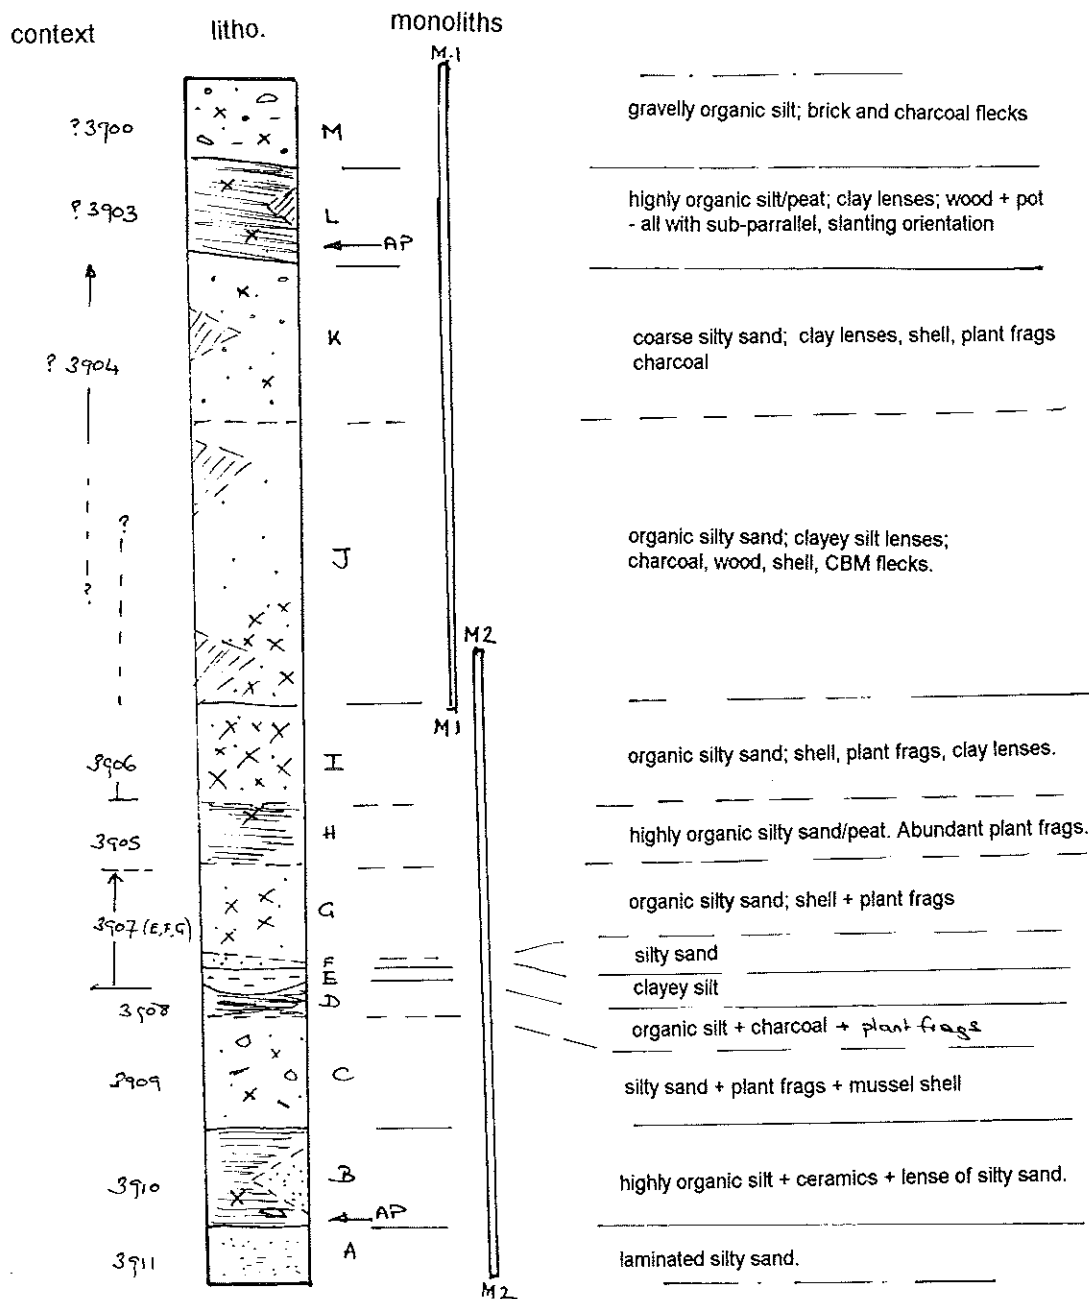 context litho. monoliths
M.1
gravelly organic silt; brick and charcoal flecks
? 3900 M
highly organic silt/peat; clay lenses; wood + pot
- all with sub-parrallel, slanting orientation
? 3903 L
AP
K
coarse silty sand; clay lenses, shell, plant frags
charcoal
? 3904
?
J
organic silty sand; clayey silt lenses;
charcoal, wood, shell, CBM flecks.
?
M2
M1
3906 I organic silty sand; shell, plant frags, clay lenses.
3905 H highly organic silty sand/peat. Abundant plant frags.
G organic silty sand; shell + plant frags
3907 (E,F,G)
F silty sand
E clayey silt
3908 D
organic silt + charcoal + plant frags
3909 C silty sand + plant frags + mussel shell
3910 B highly organic silt + ceramics + lense of silty sand.
AP
3911 A laminated silty sand.
M2